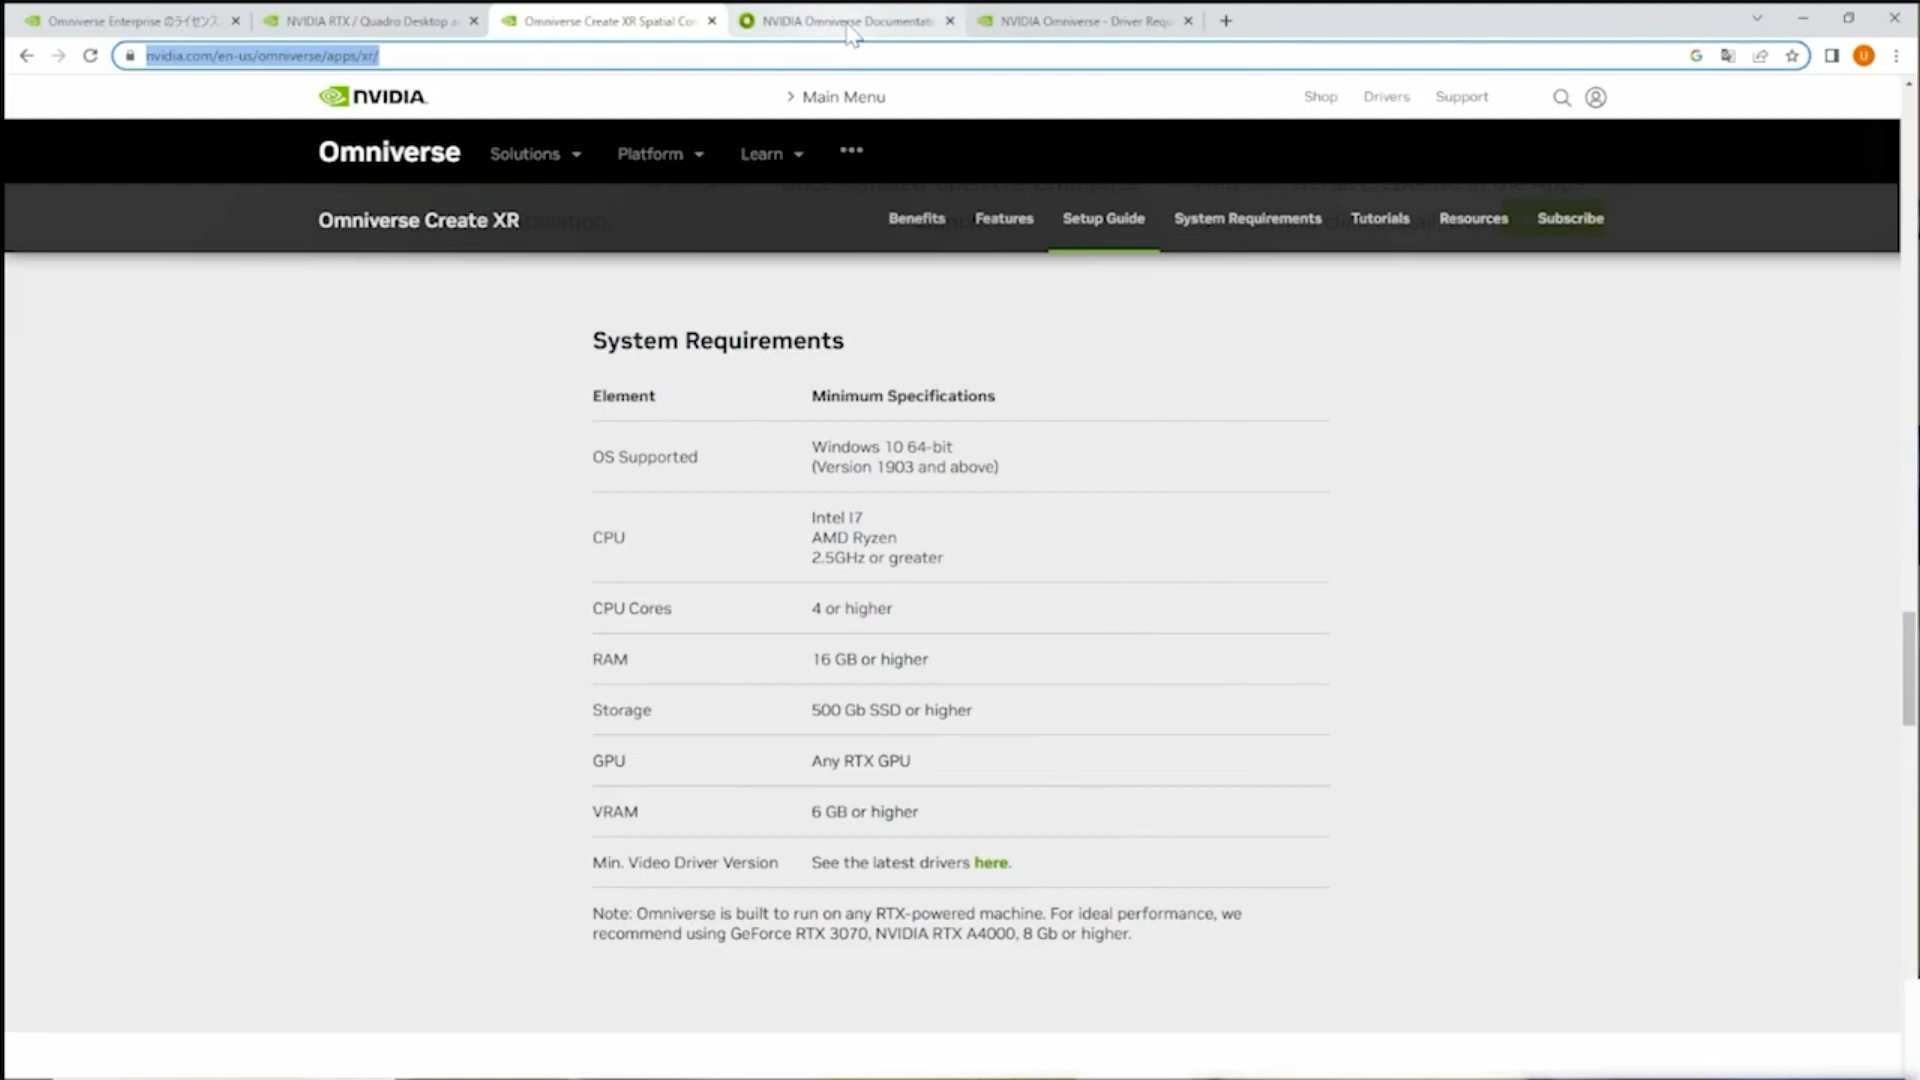 Omniverse Enterprise のライセンス
NVIDIA RTX / Quadro Desktop a
Omniverse Create XR Spatial Co
NVIDIA Omniverse Documentati
NVIDIA Omniverse - Driver Requ
nvidia.com/en-us/omniverse/apps/xr/
U
NVIDIA.
> Main Menu
Shop
Drivers
Support
Omniverse
Solutions
Platform
Learn
•••
Omniverse Create XR
Benefits
Features
Setup Guide
System Requirements
Tutorials
Resources
Subscribe
System Requirements
Element
Minimum Specifications
OS Supported
Windows 10 64-bit
(Version 1903 and above)
CPU
Intel I7
AMD Ryzen
2.5GHz or greater
CPU Cores
4 or higher
RAM
16 GB or higher
Storage
500 Gb SSD or higher
GPU
Any RTX GPU
VRAM
6 GB or higher
Min. Video Driver Version
See the latest drivers here.
Note: Omniverse is built to run on any RTX-powered machine. For ideal performance, we
recommend using GeForce RTX 3070, NVIDIA RTX A4000, 8 Gb or higher.